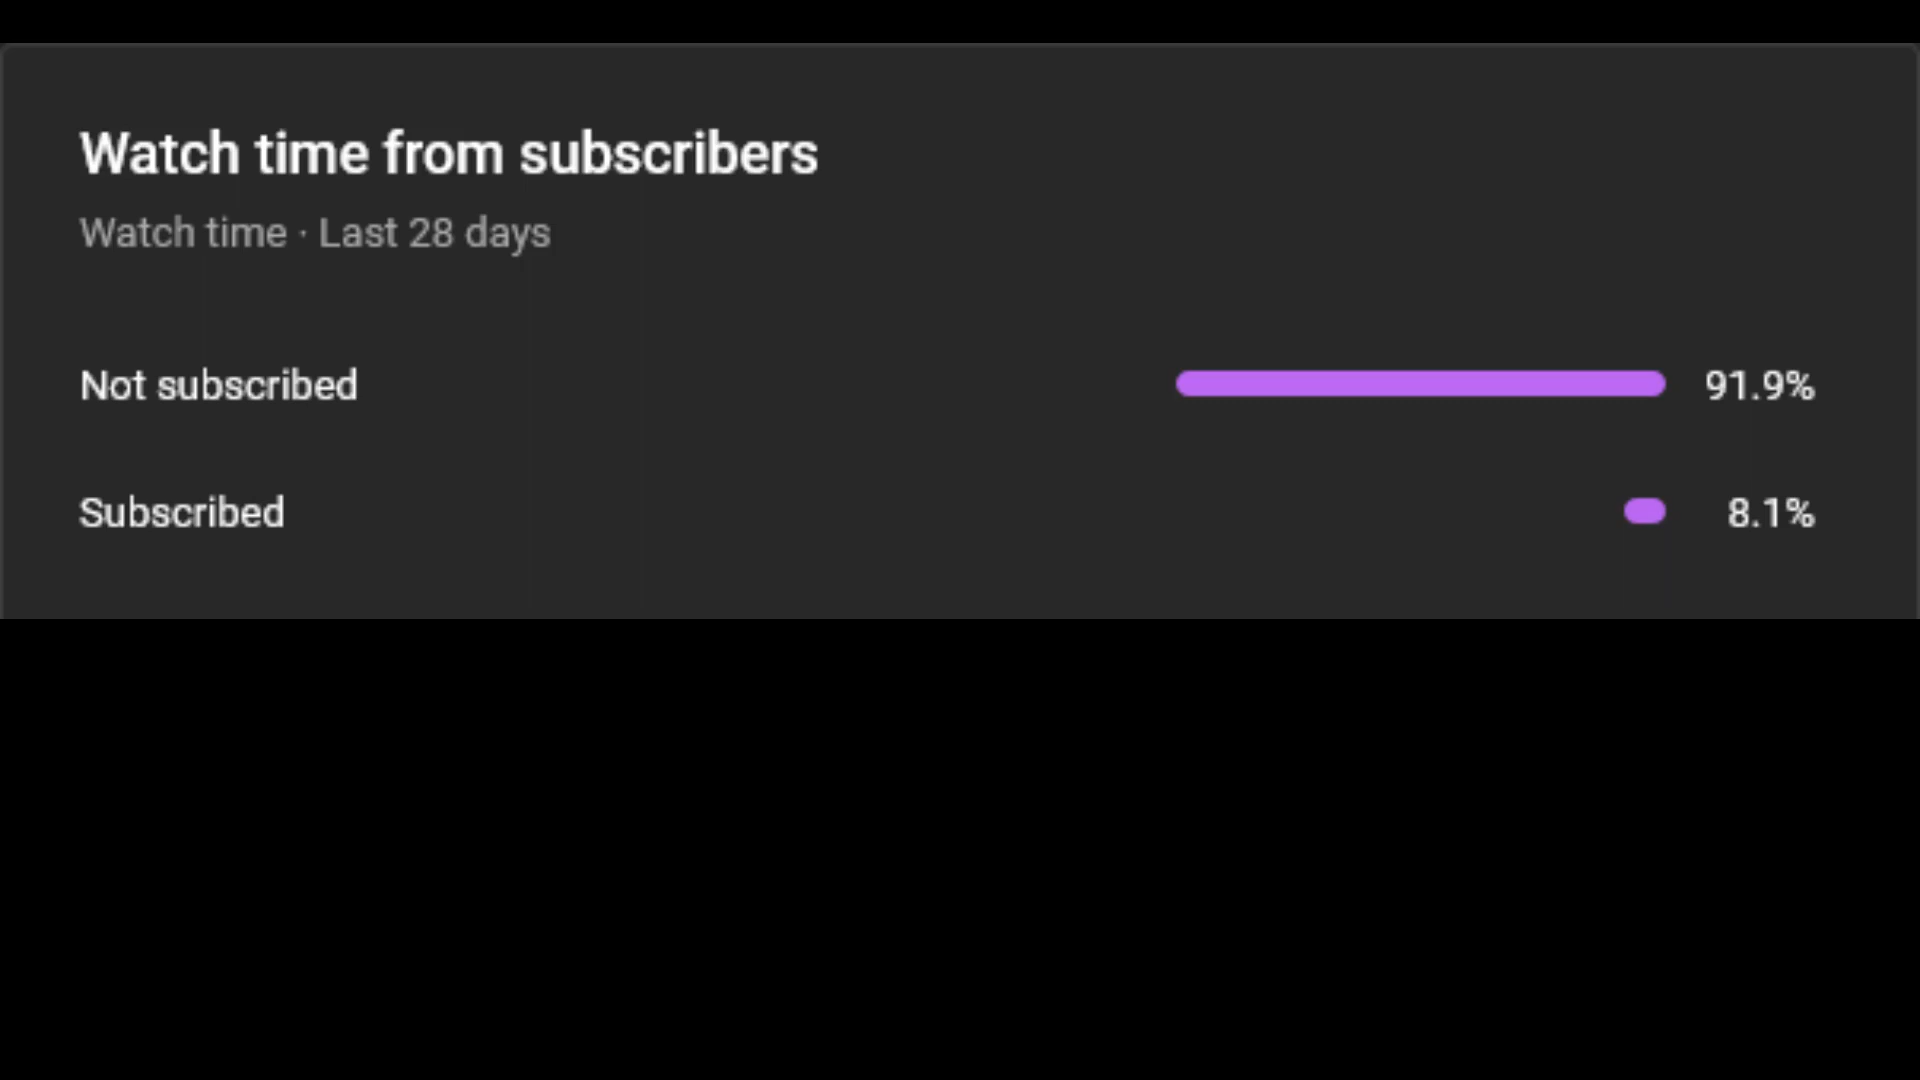 Watch time from subscribers
Watch time · Last 28 days
Not subscribed 91.9%
Subscribed 8.1%